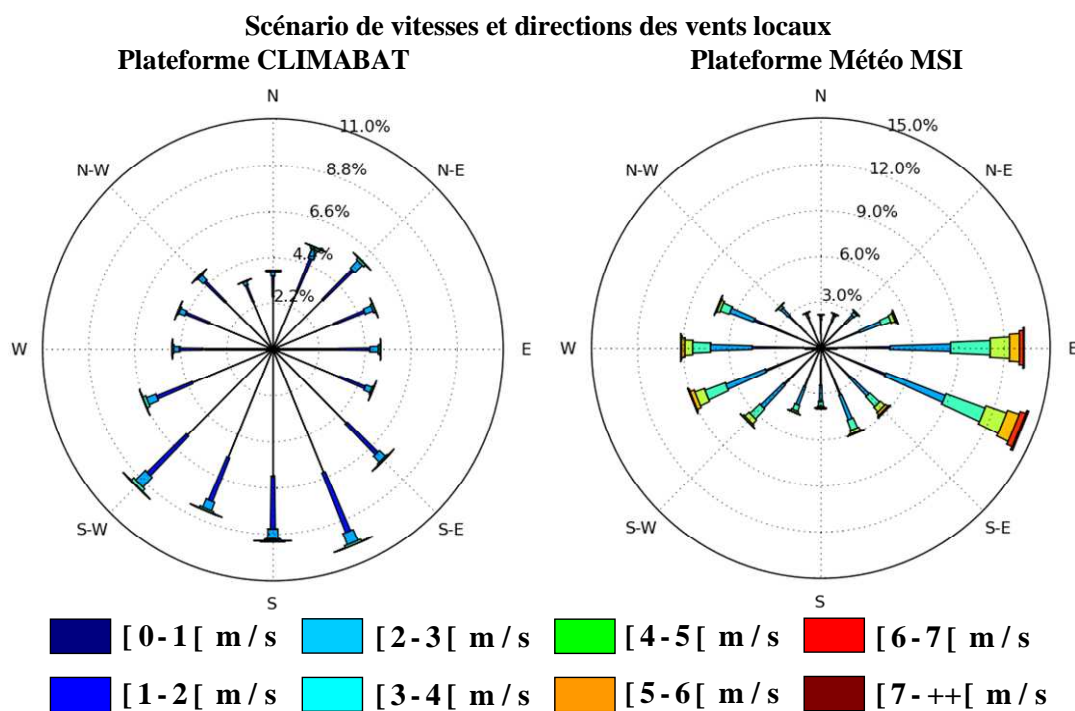 Scénario de vitesses et directions des vents locaux
Plateforme CLIMABAT
Plateforme Météo MSI
N
N-E
E
S-E
S
S-W
W
N-W
11.0%
8.8%
6.6%
2.2%
N
N-E
E
S-E
S
S-W
W
N-W
15.0%
12.0%
9.0%
6.0%
3.0%
[ 0-1[ m/s
[2-3[ m/s
[4-5[ m/s
[6-7[ m/s
[1-2[ m/s
[3-4[ m/s
[5-6[ m/s
[7-++[ m/s